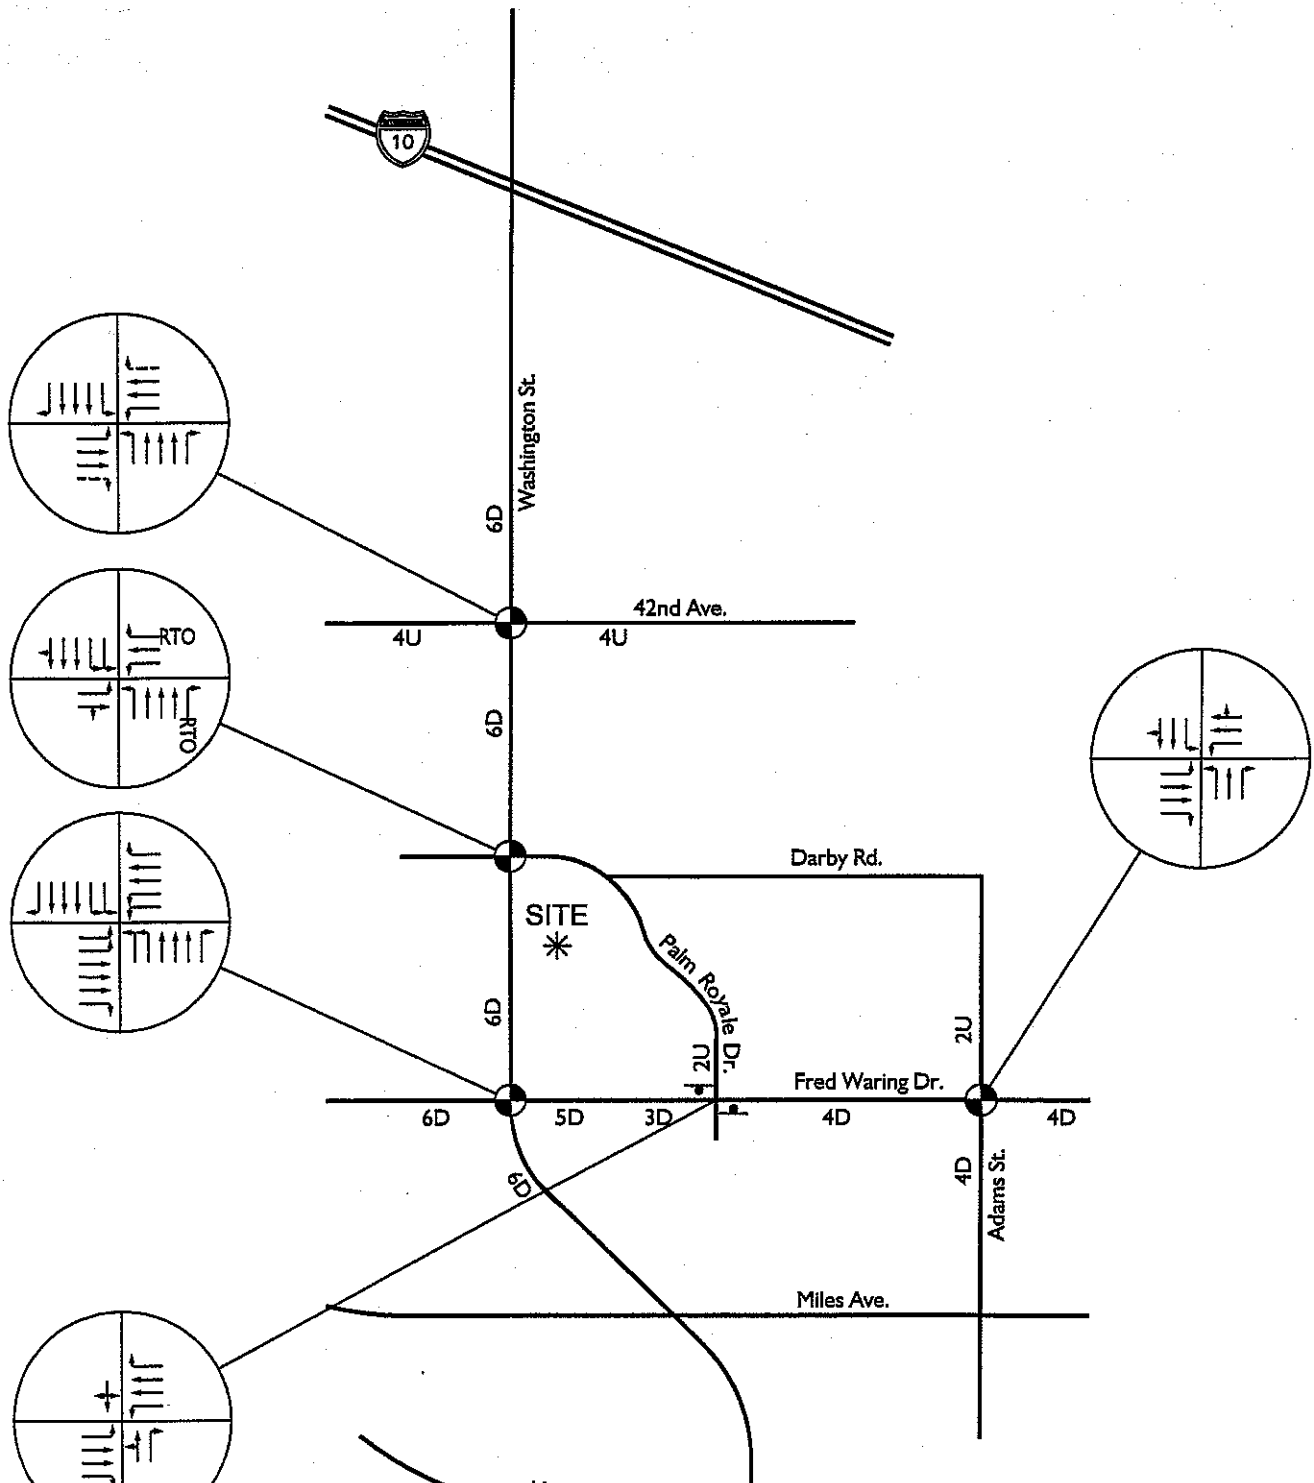 10
Washington St.
6D
42nd Ave.
4U
4U
RTO
6D
RTO
Darby Rd.
SITE
Palm Royale Dr.
6D
2U
2U
Fred Waring Dr.
6D
5D
3D
4D
4D
6D
4D
Adams St.
Miles Ave.